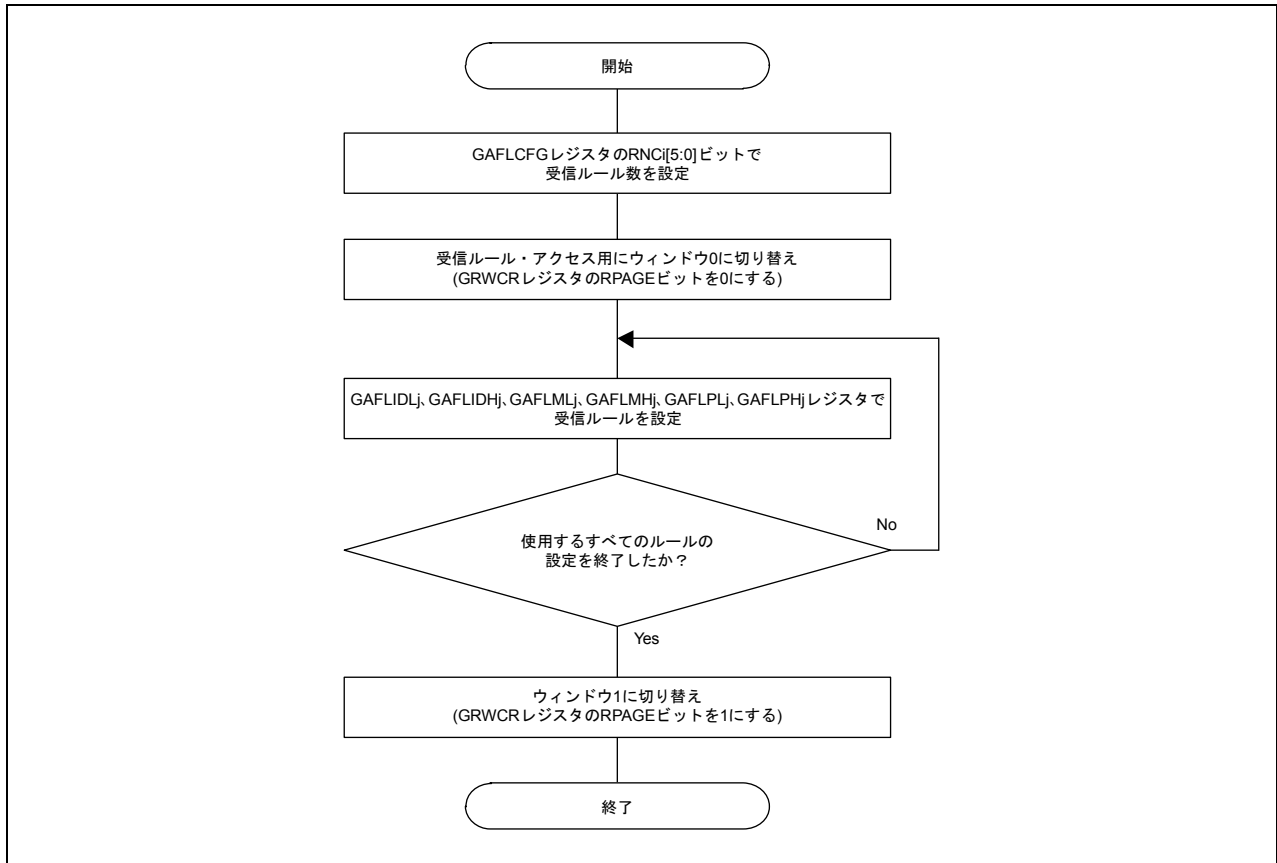 開始
GAFLCFGレジスタのRNCi[5:0]ビットで
受信ルール数を設定
受信ルール・アクセス用にウィンドウ0に切り替え
(GRWCRレジスタのRPAGEビットを0にする)
GAFLIDLj、GAFLIDHj、GAFLMLj、GAFLMHj、GAFLPLj、GAFLPHjレジスタで
受信ルールを設定
No
使用するすべてのルールの
設定を終了したか？
Yes
ウィンドウ1に切り替え
(GRWCRレジスタのRPAGEビットを1にする)
終了